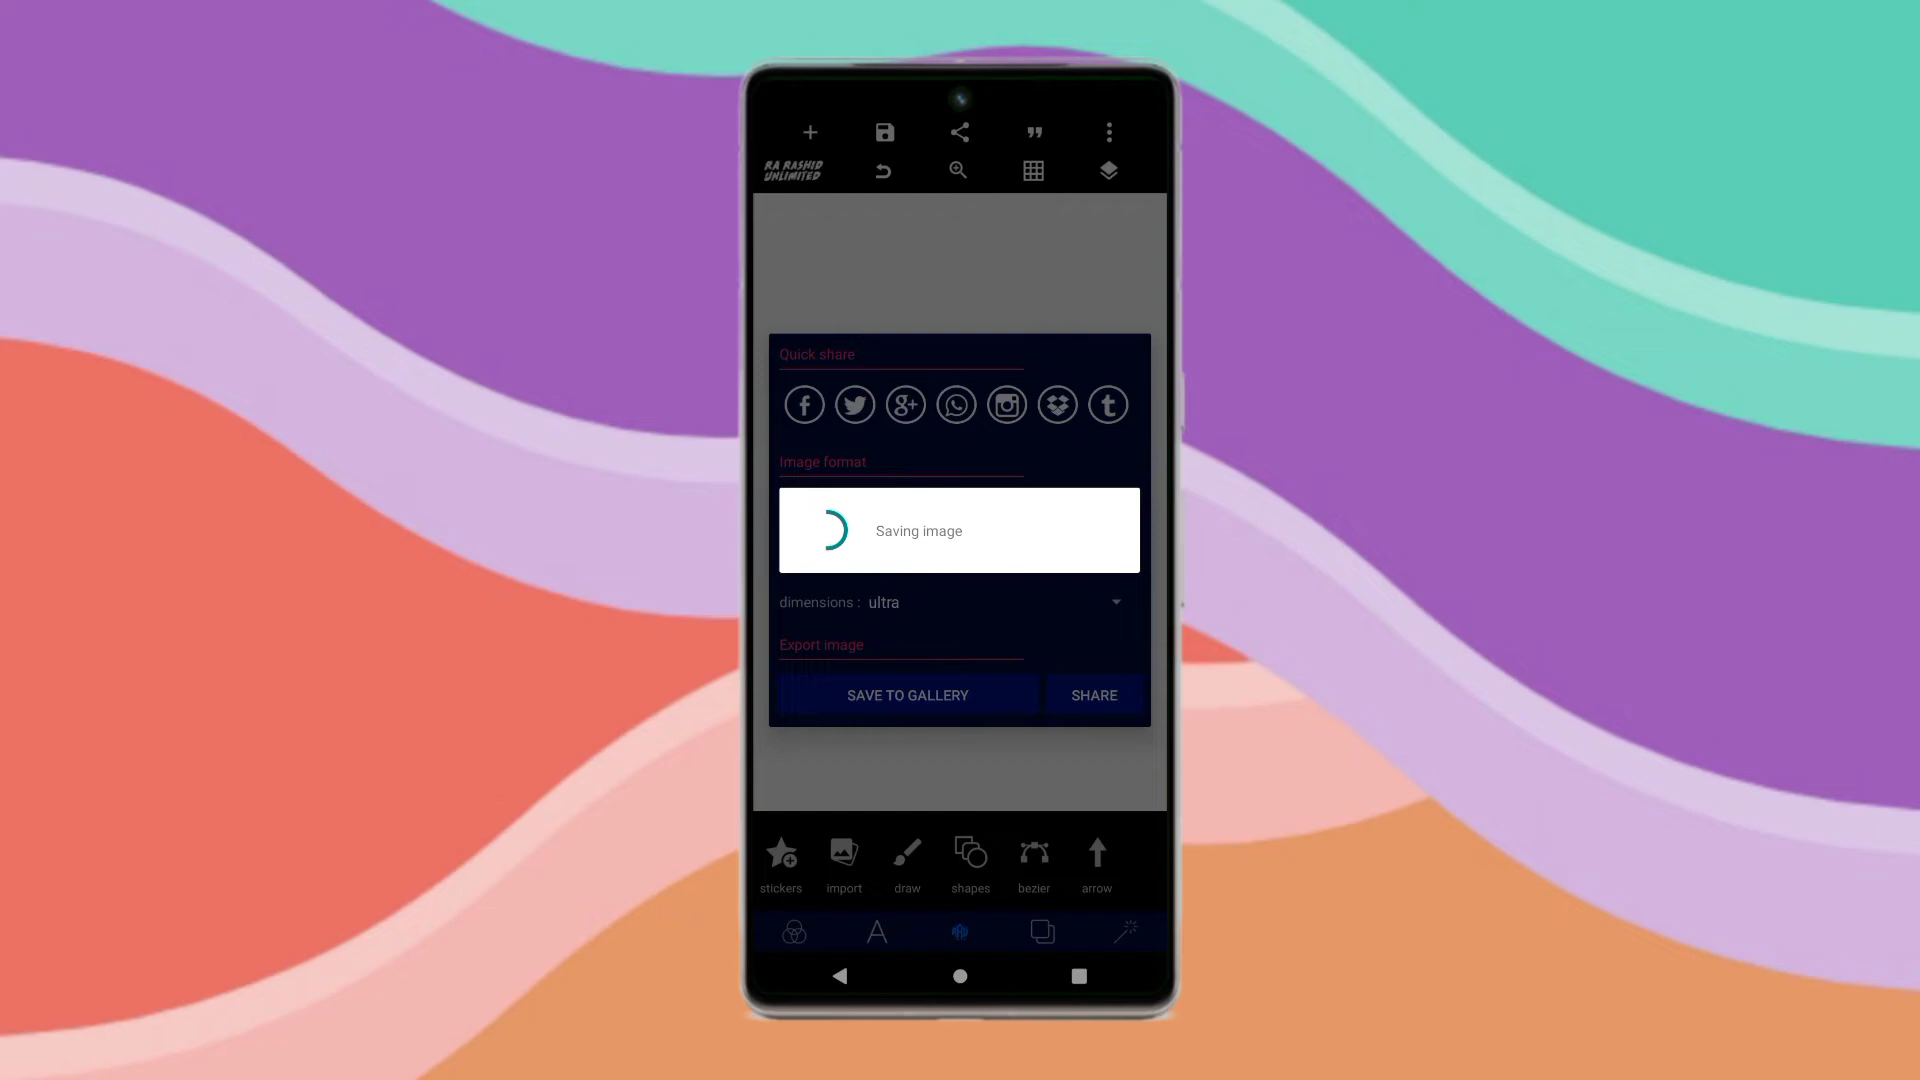 RA RASHID
UNLIMITED
Quick share
Image format
Saving image
dimensions : ultra
Export image
SAVE TO GALLERY SHARE
stickers import draw shapes bezier arrow